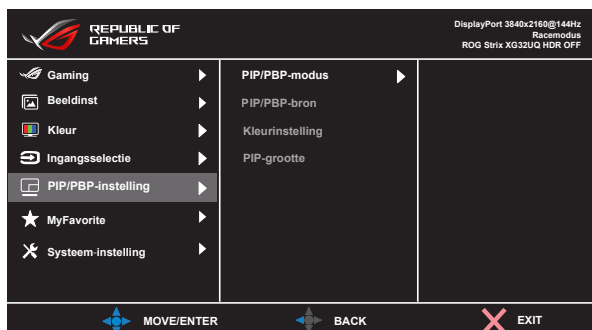 REPUBLIC OF
GAMERS
DisplayPort 3840x2160@144Hz
Racemodus
ROG Strix XG32UQ HDR OFF
Gaming
Beeldinst
Kleur
Ingangsselectie
PIP/PBP-instelling
MyFavorite
Systeem-instelling
PIP/PBP-modus
PIP/PBP-bron
Kleurinstelling
PIP-grootte
MOVE/ENTER
BACK
EXIT